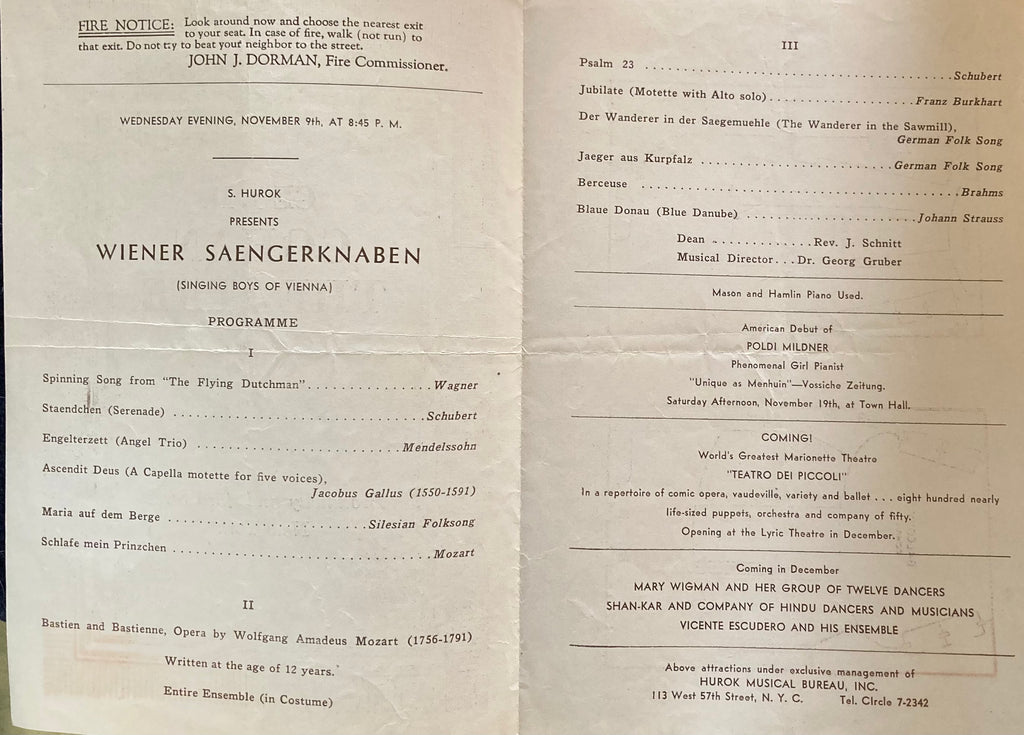 FIRE NOTICE: Look around now and choose the nearest exit
to your seat. In case of fire, walk (not run) to
that exit. Do not try to beat your neighbor to the street.
JOHN J. DORMAN, Fire Commissioner.
WEDNESDAY EVENING, NOVEMBER 9th, AT 8:45 P. M.
S. HUROK
PRESENTS
WIENER SAENGERKNABEN
(SINGING BOYS OF VIENNA)
PROGRAMME
I
Spinning Song from "The Flying Dutchman"................Wagner
Staendchen (Serenade) ................................Schubert
Engelterzett (Angel Trio) ..........................Mendelssohn
Ascendit Deus (A Capella motette for five voices),
Jacobus Gallus (1550-1591)
Maria auf dem Berge .........................Silesian Folksong
Schlafe mein Prinzchen .................................Mozart
II
Bastien and Bastienne, Opera by Wolfgang Amadeus Mozart (1756-1791)
Written at the age of 12 years.
Entire Ensemble (in Costume)
III
Psalm 23 .......................................Schubert
Jubilate (Motette with Alto solo)...................Franz Burkhart
Der Wanderer in der Saegemuehle (The Wanderer in the Sawmill),
German Folk Song
Jaeger aus Kurpfalz .........................German Folk Song
Berceuse ........................................Brahms
Blaue Donau (Blue Danube) ......................Johann Strauss
Dean .............Rev. J. Schnitt
Musical Director...Dr. Georg Gruber
Mason and Hamlin Piano Used.
American Debut of
POLDI MILDNER
Phenomenal Girl Pianist
"Unique as Menhuin"—Vossiche Zeitung.
Saturday Afternoon, November 19th, at Town Hall.
COMING!
World's Greatest Marionette Theatre
"TEATRO DEI PICCOLI"
In a repertoire of comic opera, vaudeville, variety and ballet . . . eight hundred nearly
life-sized puppets, orchestra and company of fifty.
Opening at the Lyric Theatre in December.
Coming in December
MARY WIGMAN AND HER GROUP OF TWELVE DANCERS
SHAN-KAR AND COMPANY OF HINDU DANCERS AND MUSICIANS
VICENTE ESCUDERO AND HIS ENSEMBLE
Above attractions under exclusive management of
HUROK MUSICAL BUREAU, INC.
113 West 57th Street, N. Y. C. Tel. CIrcle 7-2342